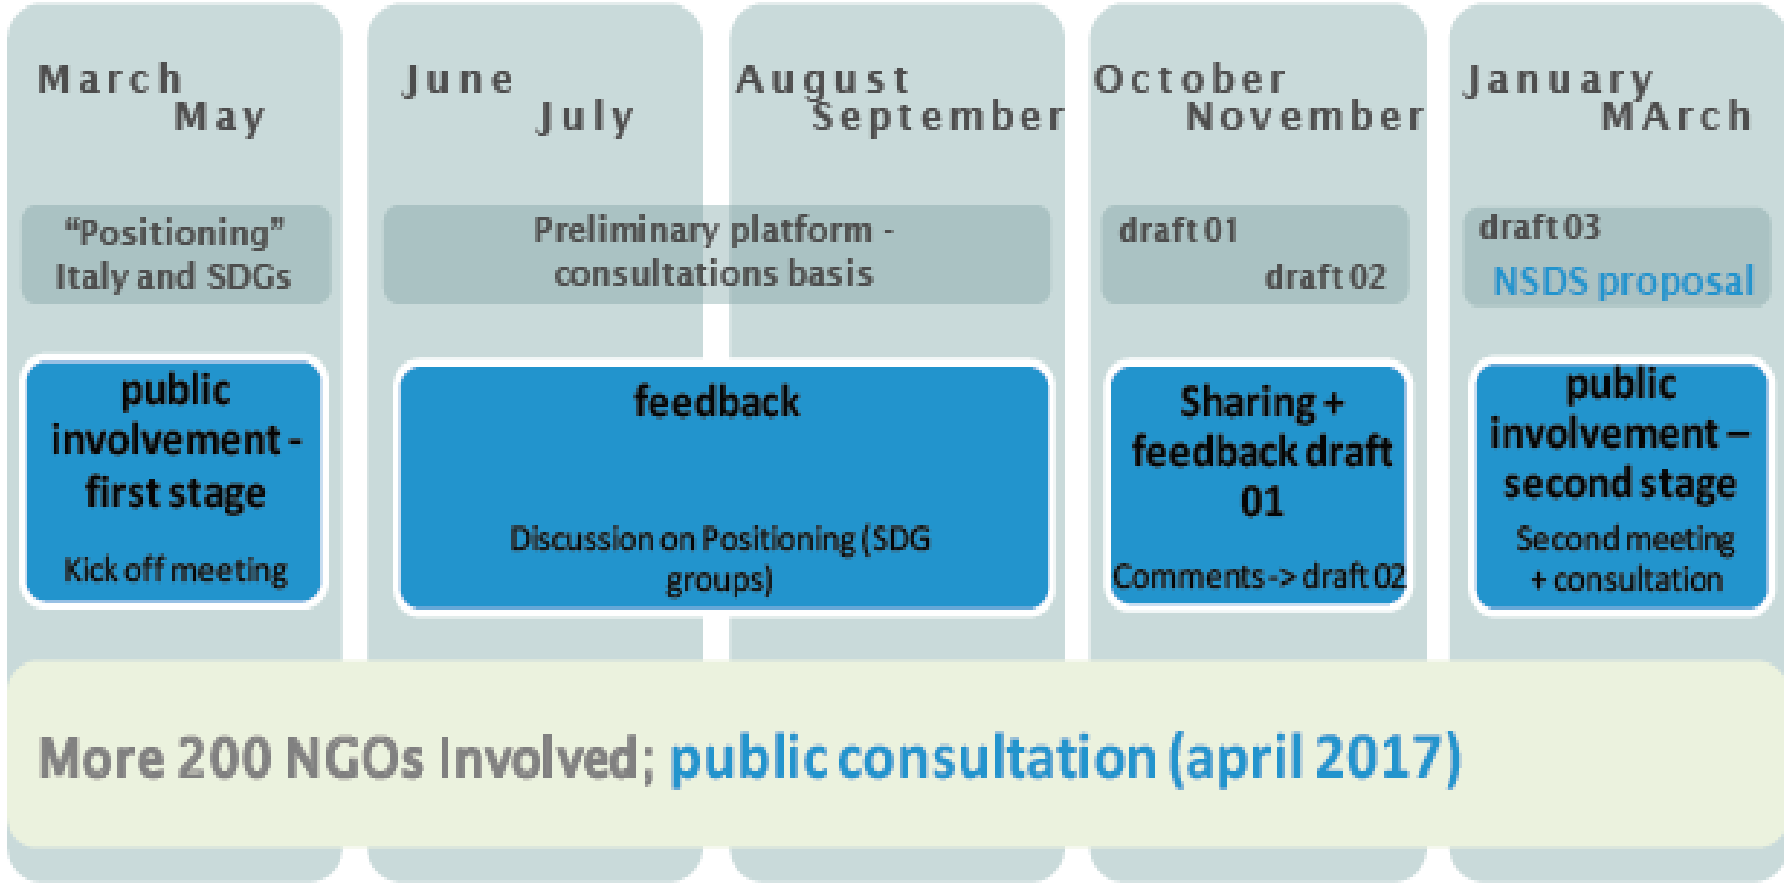 March
May
June
July
August
September
October
November
January
MArch
“Positioning”
Italy and SDGs
Preliminary platform -
consultations basis
draft 01
draft 02
draft 03
NSDS proposal
public
involvement -
first stage
Kick off meeting
feedback
Discussion on Positioning (SDG
groups)
Sharing +
feedback draft
01
Comments -> draft 02
public
involvement –
second stage
Second meeting
+ consultation
More 200 NGOs Involved; public consultation (april 2017)